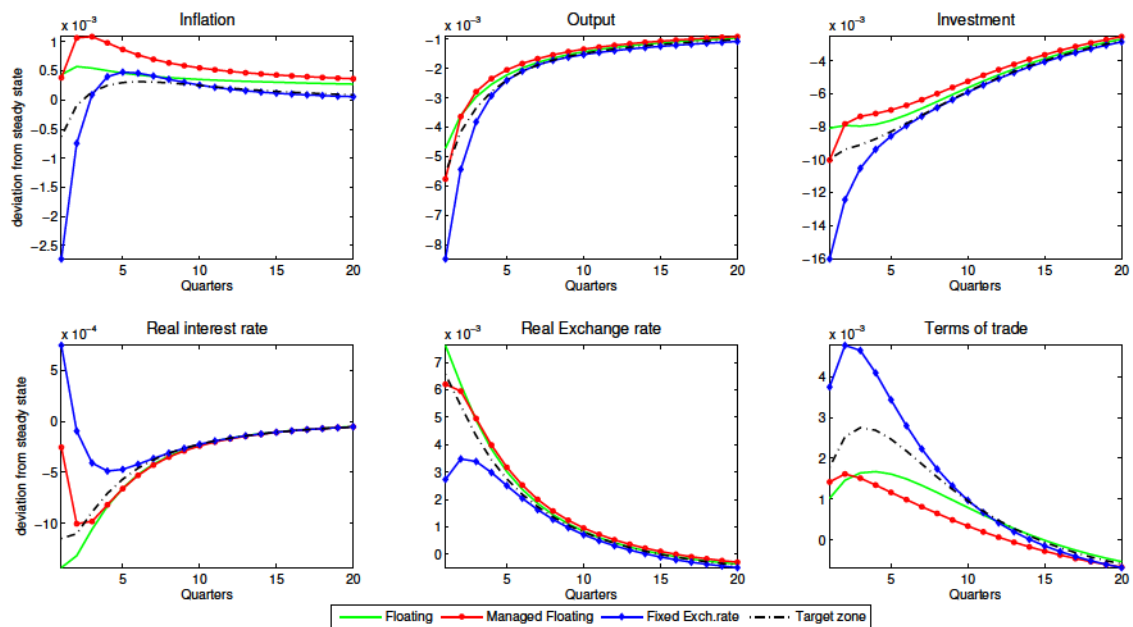 Inflation Output Investment
x 10⁻³ x 10⁻³ x 10⁻³
deviation from steady state
1 0.5 0 −0.5 −1 −1.5 −2 −2.5
5 10 15 20
Quarters
−1 −2 −3 −4 −5 −6 −7 −8
5 10 15 20
Quarters
−4 −6 −8 −10 −12 −14 −16
5 10 15 20
Quarters
Real interest rate Real Exchange rate Terms of trade
x 10⁻⁴ x 10⁻³ x 10⁻³
deviation from steady state
5 0 −5 −10
5 10 15 20
Quarters
7 6 5 4 3 2 1 0
5 10 15 20
Quarters
4 3 2 1 0
5 10 15 20
Quarters
Floating Managed Floating Fixed Exch.rate Target zone